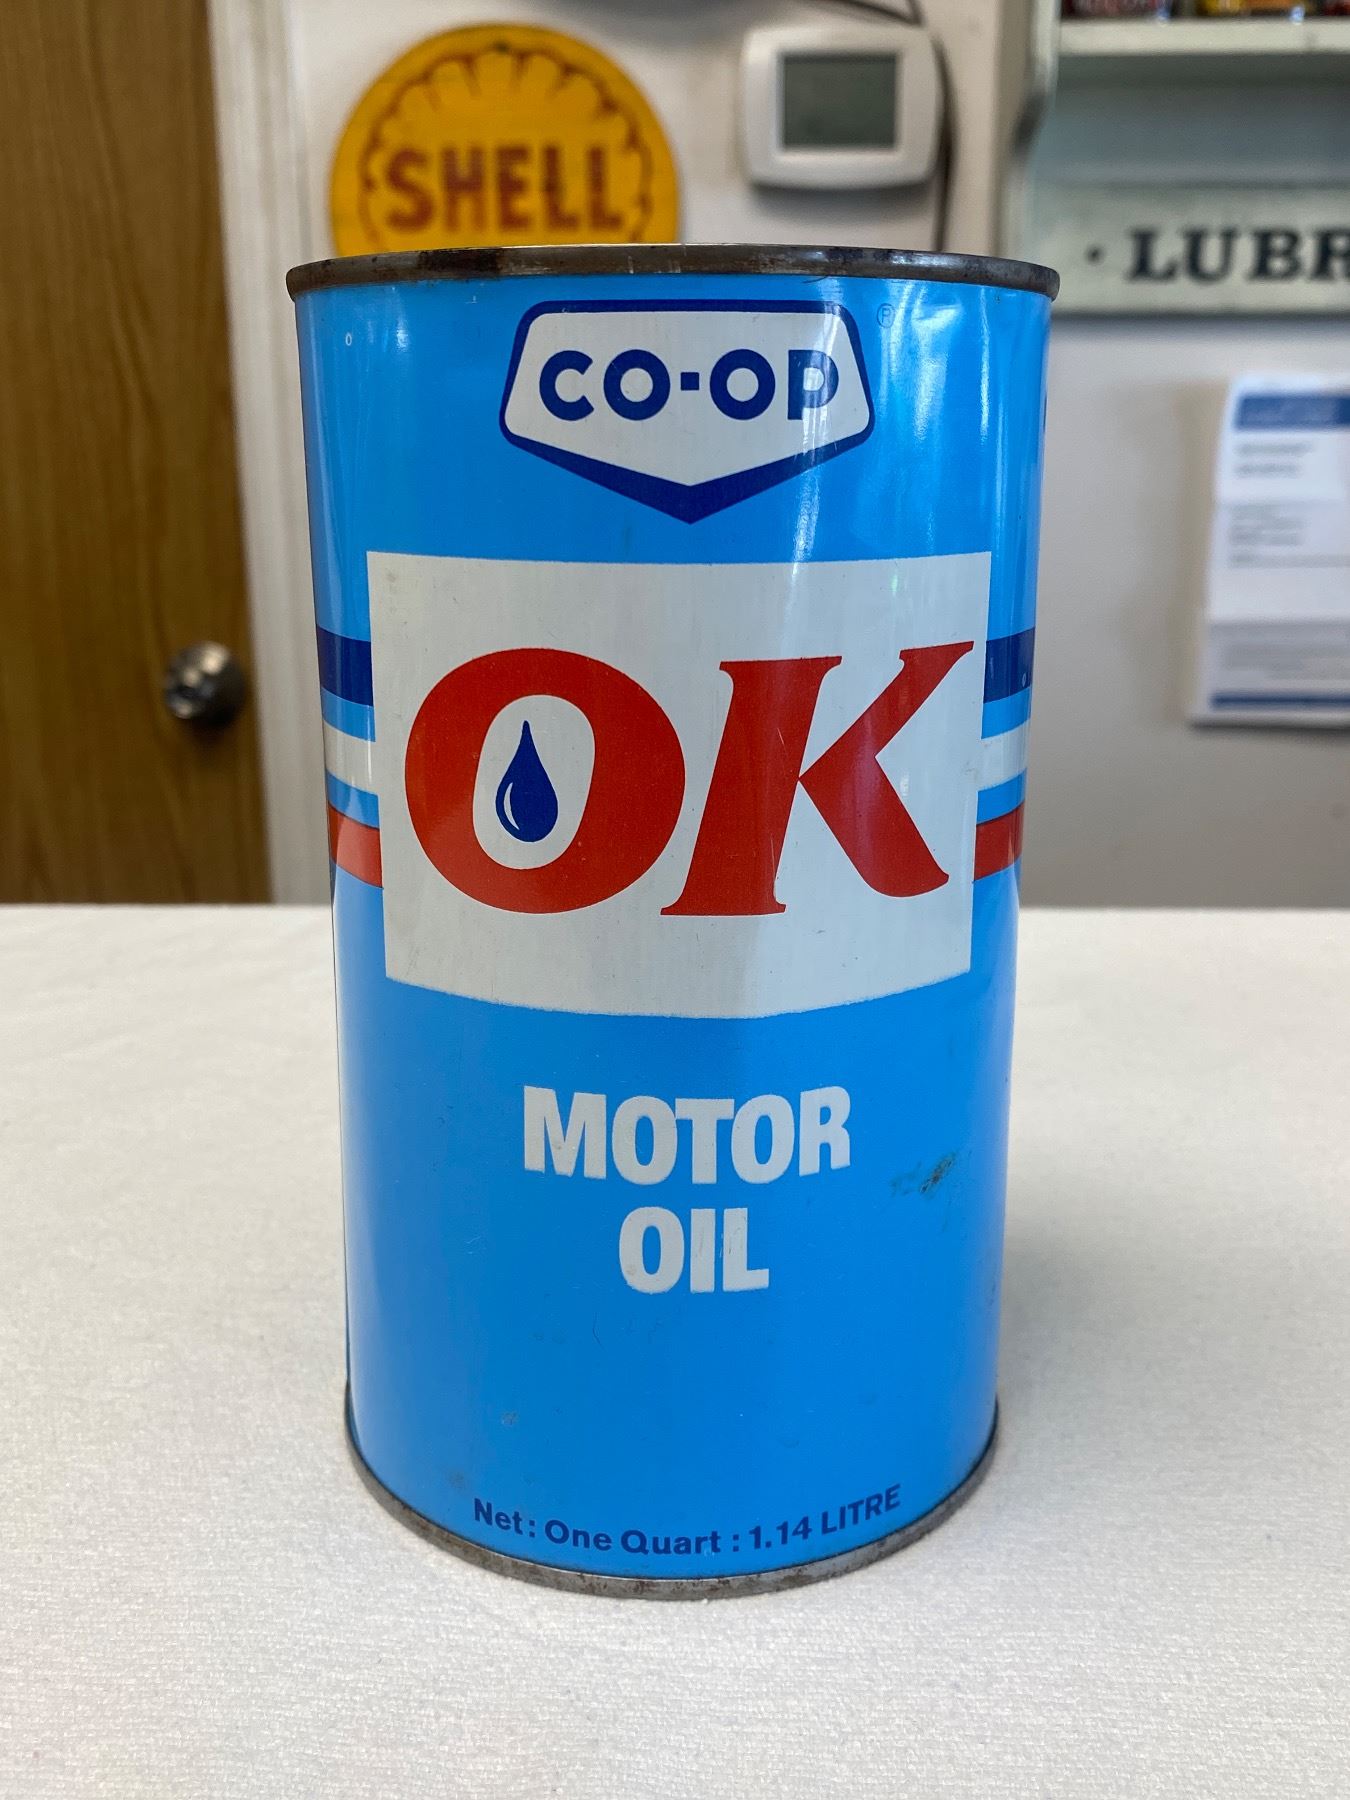 SHELL
· LUBR
CO-OP ®
OK
MOTOR
OIL
Net: One Quart : 1.14 LITRE